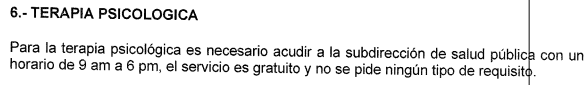 6.- TERAPIA PSICOLOGICA
Para la terapia psicológica es necesario acudir a la subdirección de salud pública con un
horario de 9 am a 6 pm, el servicio es gratuito y no se pide ningún tipo de requisito.